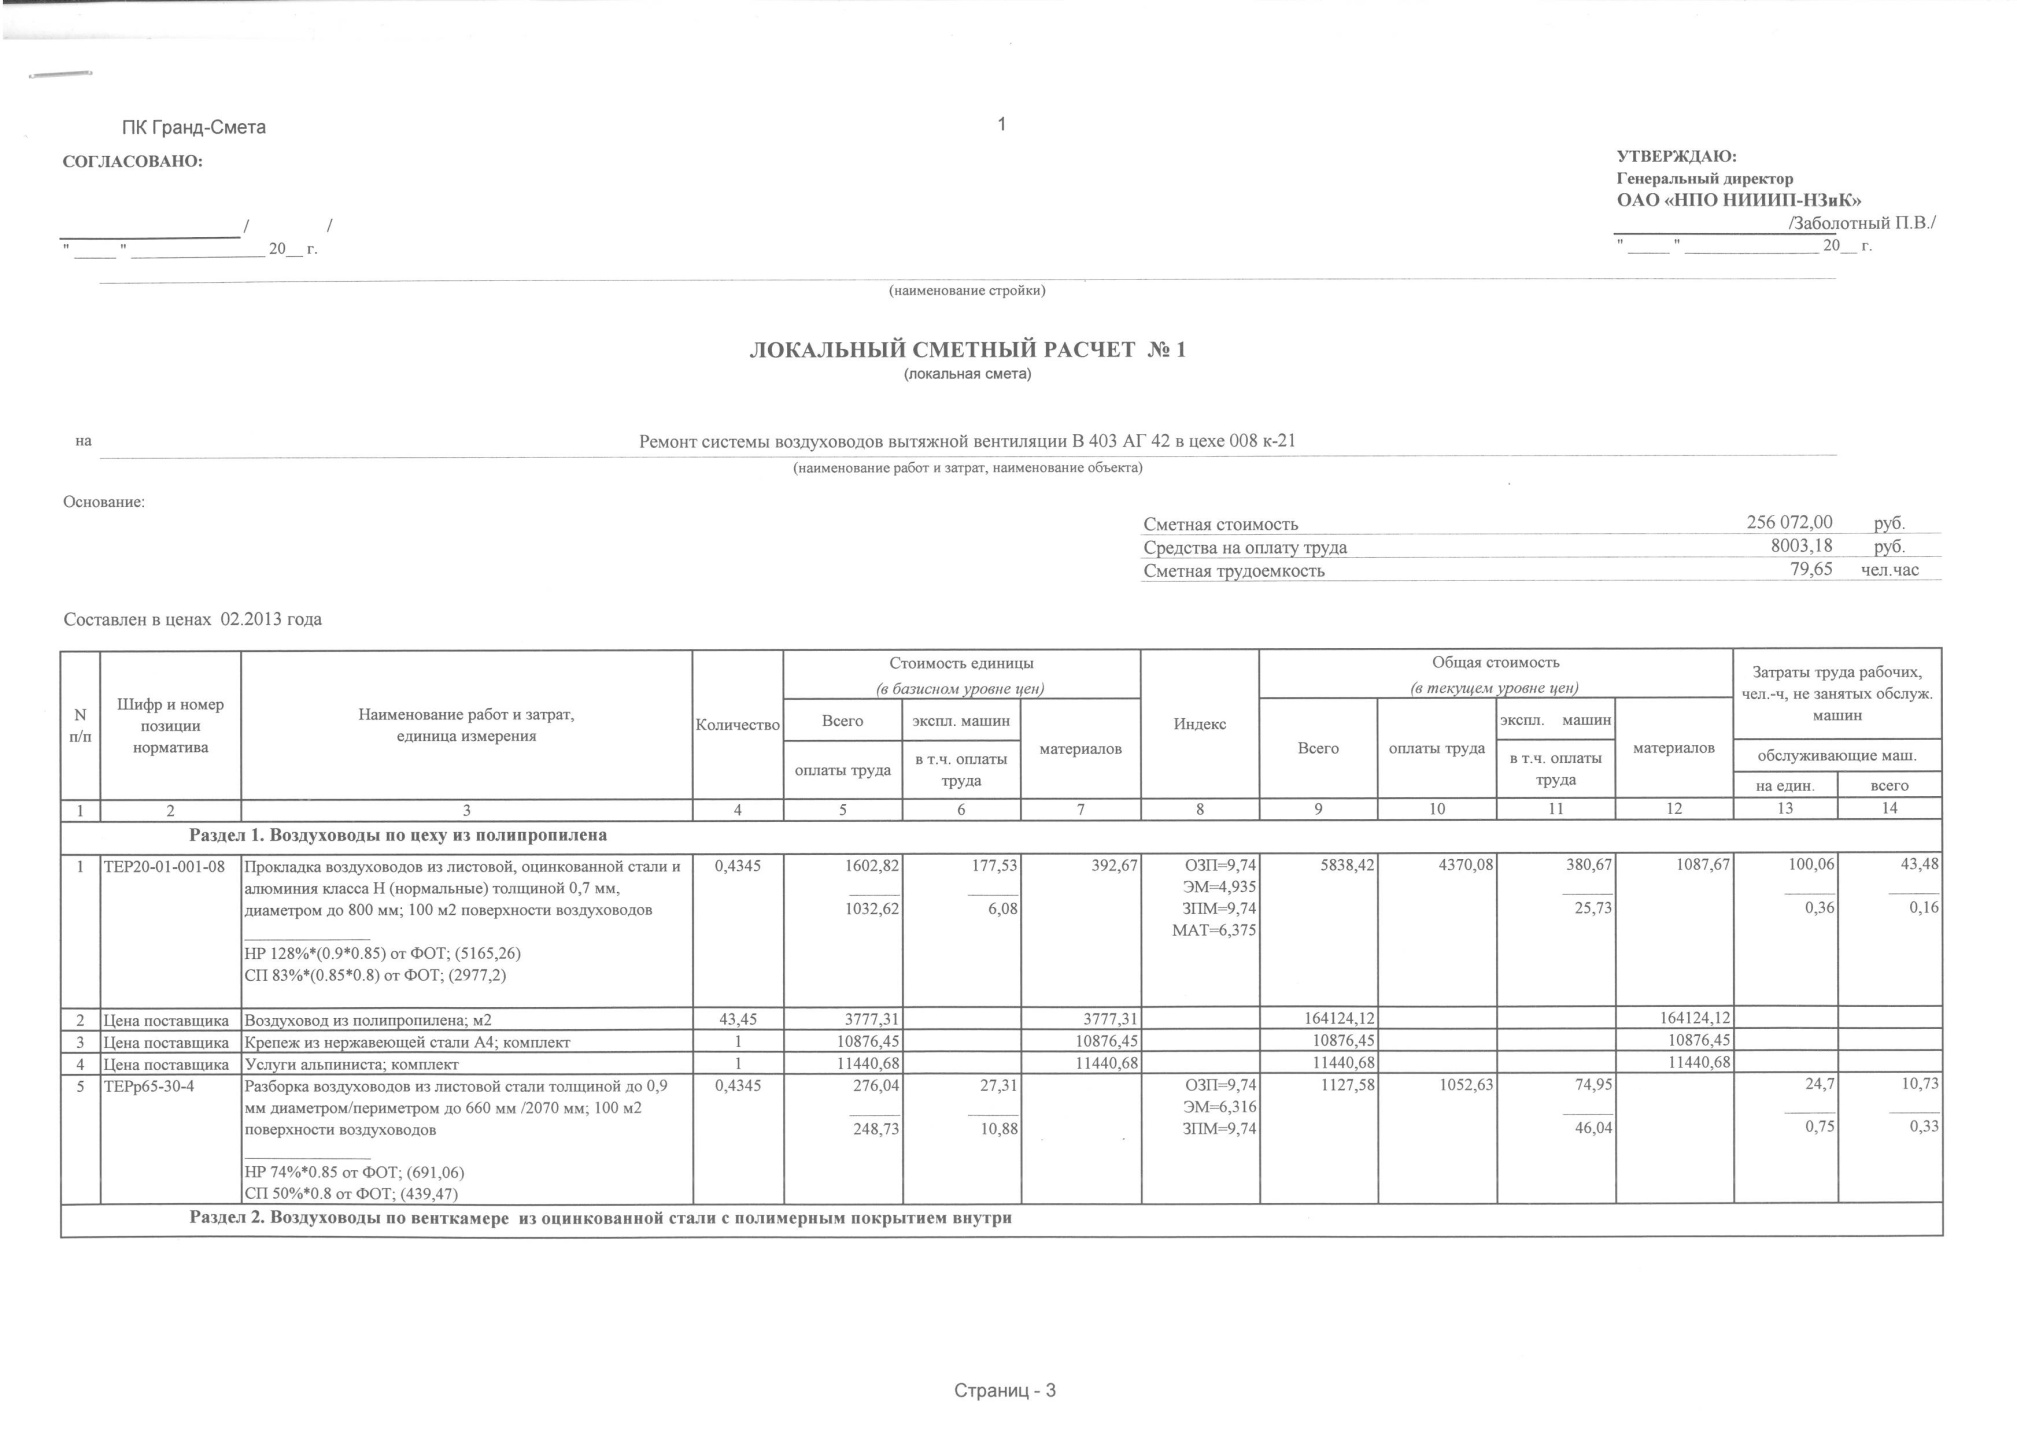 ПК Гранд-Смета
1
СОГЛАСОВАНО:
УТВЕРЖДАЮ:
Генеральный директор
ОАО «НПО НИИИП-НЗиК»
____________ / /
____________ /Заболотный П.В./
" _____ " ________________ 20__ г.
" _____ " ________________ 20__ г.
(наименование стройки)
ЛОКАЛЬНЫЙ СМЕТНЫЙ РАСЧЕТ № 1
(локальная смета)
на Ремонт системы воздуховодов вытяжной вентиляции В 403 АГ 42 в цехе 008 к-21
(наименование работ и затрат, наименование объекта)
Основание:
Сметная стоимость 256 072,00 руб.
Средства на оплату труда 8003,18 руб.
Сметная трудоемкость 79,65 чел.час
Составлен в ценах 02.2013 года
N п/п
Шифр и номер позиции норматива
Наименование работ и затрат, единица измерения
Количество
Стоимость единицы
(в базисном уровне цен)
Всего
оплаты труда
экспл. машин
в т.ч. оплаты труда
материалов
Индекс
Общая стоимость
(в текущем уровне цен)
Всего
оплаты труда
экспл. машин
в т.ч. оплаты труда
материалов
Затраты труда рабочих, чел.-ч, не занятых обслуж. машин
обслуживающие маш.
на един.
всего
1 2 3 4 5 6 7 8 9 10 11 12 13 14
Раздел 1. Воздуховоды по цеху из полипропилена
1 ТЕР20-01-001-08 Прокладка воздуховодов из листовой, оцинкованной стали и 0,4345 1602,82 177,53 392,67 ОЗП=9,74 5838,42 4370,08 380,67 1087,67 100,06 43,48
алюминия класса Н (нормальные) толщиной 0,7 мм, ЭМ=4,935
диаметром до 800 мм; 100 м2 поверхности воздуховодов 1032,62 6,08 ЗПМ=9,74 25,73 0,36 0,16
МАТ=6,375
НР 128%*(0.9*0.85) от ФОТ; (5165,26)
СП 83%*(0.85*0.8) от ФОТ; (2977,2)
2 Цена поставщика Воздуховод из полипропилена; м2 43,45 3777,31 3777,31 164124,12 164124,12
3 Цена поставщика Крепеж из нержавеющей стали А4; комплект 1 10876,45 10876,45 10876,45 10876,45
4 Цена поставщика Услуги альпиниста; комплект 1 11440,68 11440,68 11440,68 11440,68
5 ТЕРр65-30-4 Разборка воздуховодов из листовой стали толщиной до 0,9 0,4345 276,04 27,31 ОЗП=9,74 1127,58 1052,63 74,95 24,7 10,73
мм диаметром/периметром до 660 мм /2070 мм; 100 м2 ЭМ=6,316
поверхности воздуховодов 248,73 10,88 ЗПМ=9,74 46,04 0,75 0,33
НР 74%*0.85 от ФОТ; (691,06)
СП 50%*0.8 от ФОТ; (439,47)
Раздел 2. Воздуховоды по венткамере из оцинкованной стали с полимерным покрытием внутри
Страниц - 3